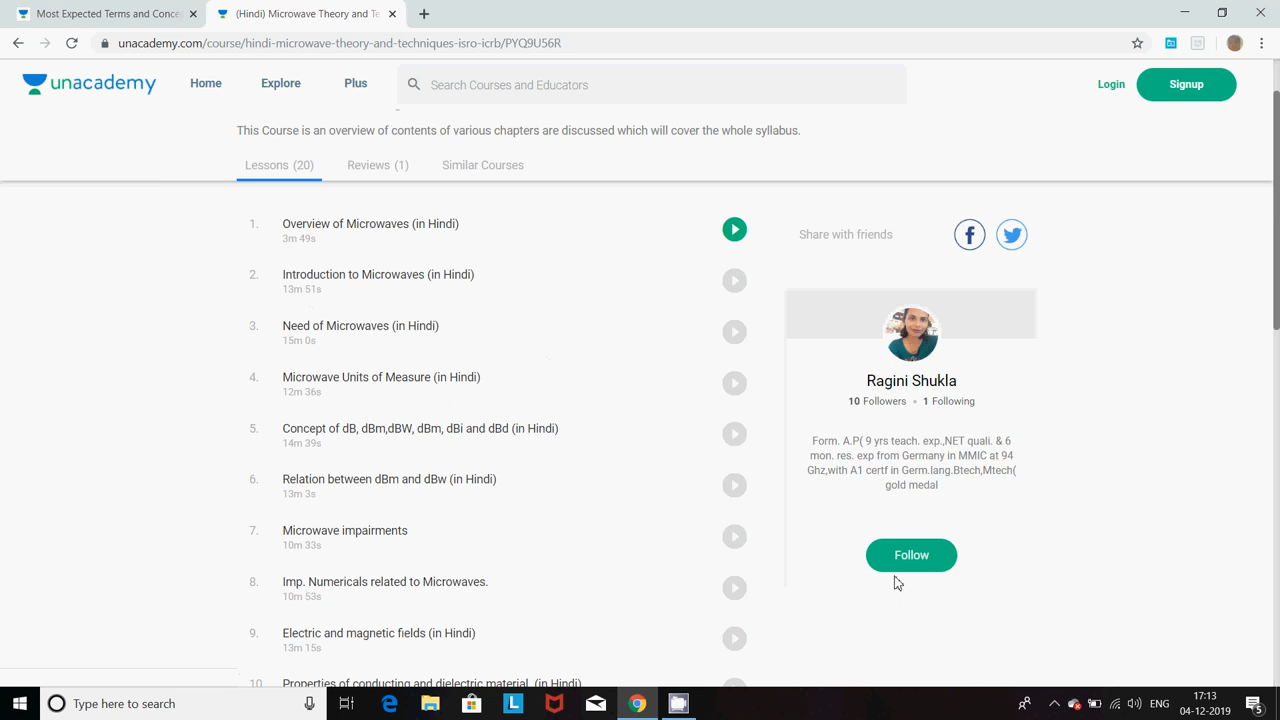 Most Expected Terms and Conce
(Hindi) Microwave Theory and Te
unacademy.com/course/hindi-microwave-theory-and-techniques-isro-icrb/PYQ9U56R
unacademy
Home
Explore
Plus
Search Courses and Educators
Login
Signup
This Course is an overview of contents of various chapters are discussed which will cover the whole syllabus.
Lessons (20)
Reviews (1)
Similar Courses
1. Overview of Microwaves (in Hindi)
3m 49s
2. Introduction to Microwaves (in Hindi)
13m 51s
3. Need of Microwaves (in Hindi)
15m 0s
4. Microwave Units of Measure (in Hindi)
12m 36s
5. Concept of dB, dBm,dBW, dBm, dBi and dBd (in Hindi)
14m 39s
6. Relation between dBm and dBw (in Hindi)
13m 3s
7. Microwave impairments
10m 33s
8. Imp. Numericals related to Microwaves.
10m 53s
9. Electric and magnetic fields (in Hindi)
13m 15s
10. Properties of conducting and dielectric material. (in Hindi)
Share with friends
Ragini Shukla
10 Followers • 1 Following
Form. A.P( 9 yrs teach. exp.,NET quali. & 6
mon. res. exp from Germany in MMIC at 94
Ghz,with A1 certf in Germ.lang.Btech,Mtech(
gold medal
Follow
Type here to search
ENG
17:13
04-12-2019
5